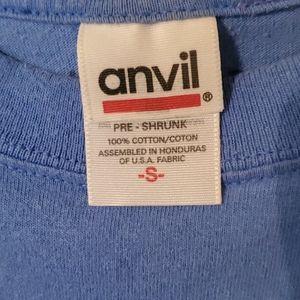 anvil
®
PRE - SHRUNK
100% COTTON/COTON
ASSEMBLED IN HONDURAS
OF U.S.A. FABRIC
-S-